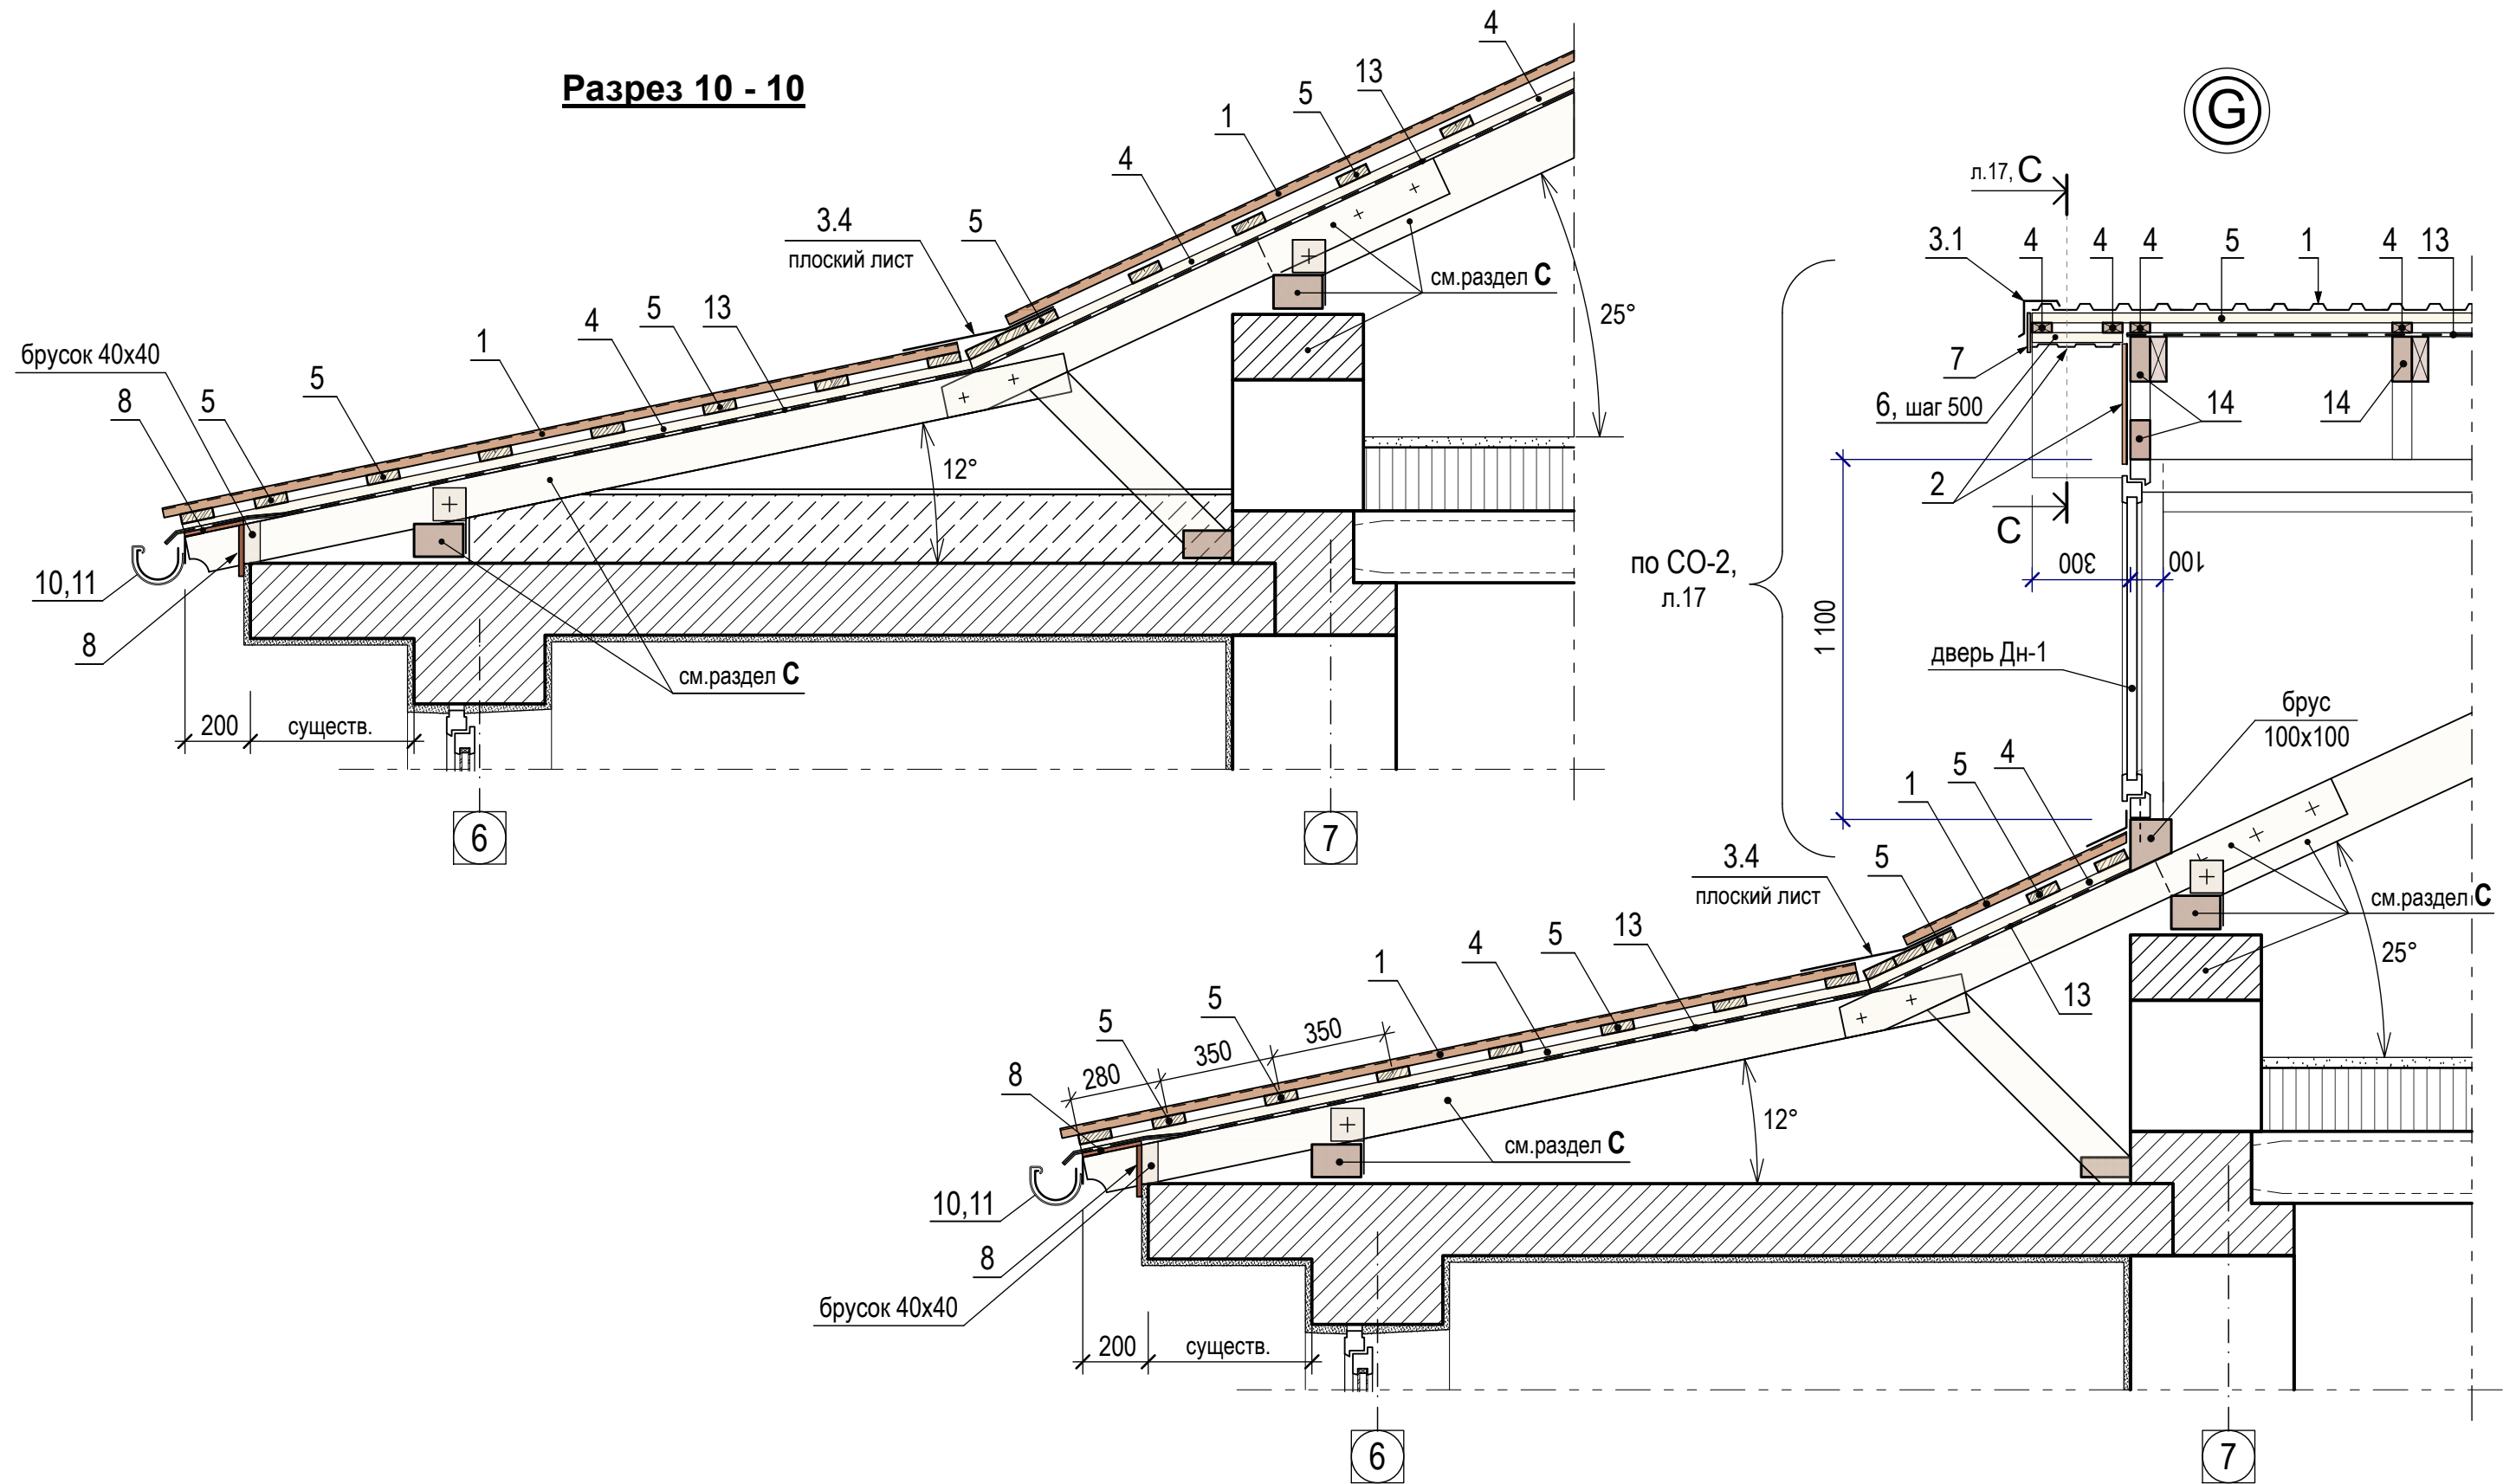 Разрез 10 - 10
4
13
5
1
4
3.4
плоский лист
5
см.раздел С
25°
13
5
4
1
брусок 40х40
5
8
5
12°
10,11
8
см.раздел С
200
существ.
6
7
G
л.17, С
3.1
4
4
4
5
1
4
13
7
6, шаг 500
14
14
2
С
300
100
по СО-2,
л.17
1 100
дверь Дн-1
брус
100х100
4
5
1
3.4
плоский лист
5
см.раздел С
25°
13
13
5
4
1
5
5
350
350
280
8
12°
см.раздел С
10,11
8
брусок 40х40
200
существ.
6
7